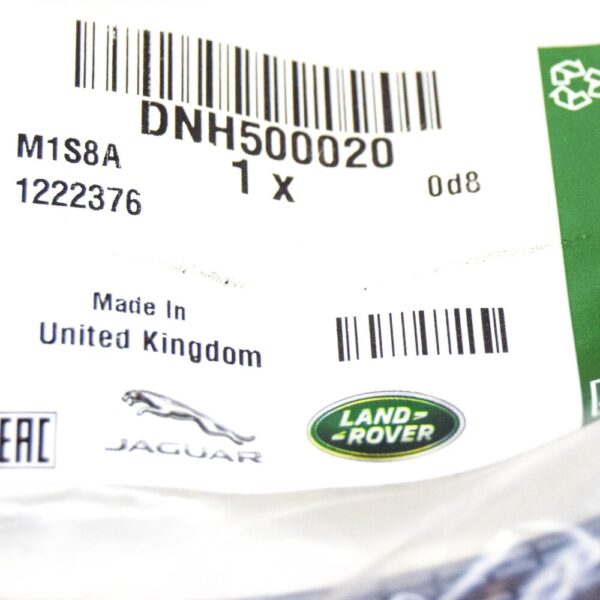 DNH500020
M1S8A
1 x
0d8
1222376
Made In
United Kingdom
EAC
JAGUAR
LAND
ROVER